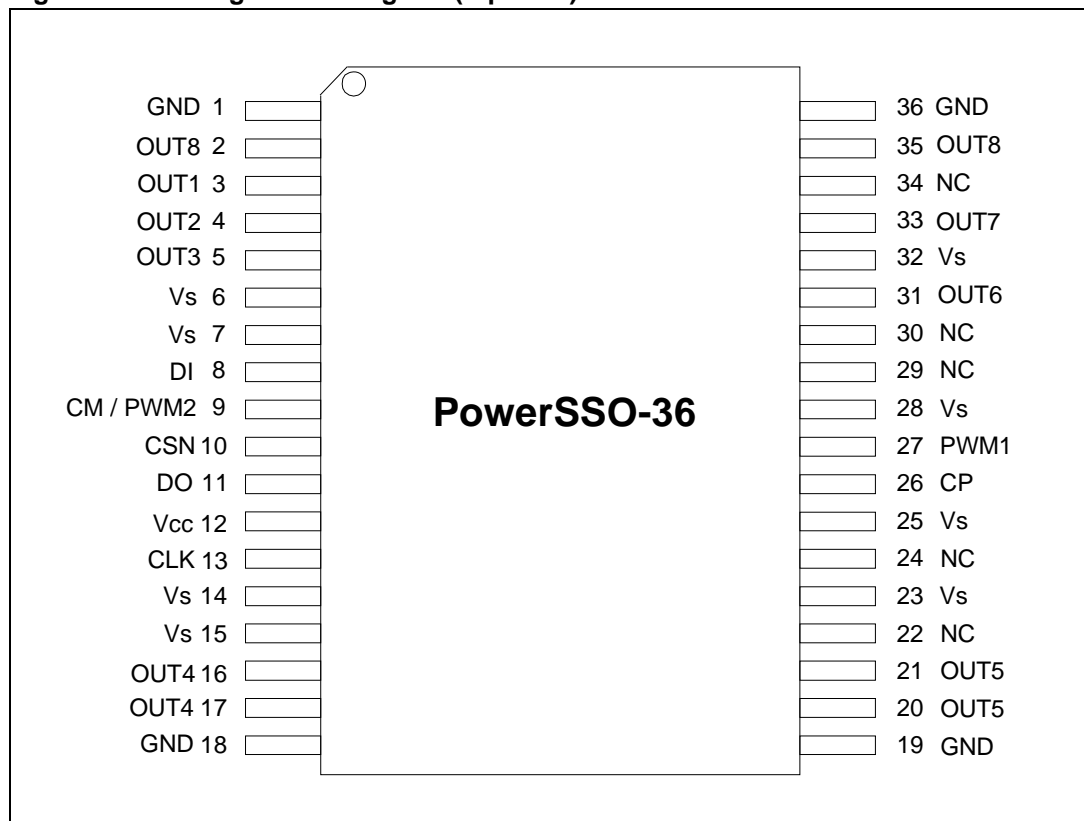 GND 1
OUT8 2
OUT1 3
OUT2 4
OUT3 5
Vs 6
Vs 7
DI 8
CM / PWM2 9
CSN 10
DO 11
Vcc 12
CLK 13
Vs 14
Vs 15
OUT4 16
OUT4 17
GND 18
PowerSSO-36
36 GND
35 OUT8
34 NC
33 OUT7
32 Vs
31 OUT6
30 NC
29 NC
28 Vs
27 PWM1
26 CP
25 Vs
24 NC
23 Vs
22 NC
21 OUT5
20 OUT5
19 GND